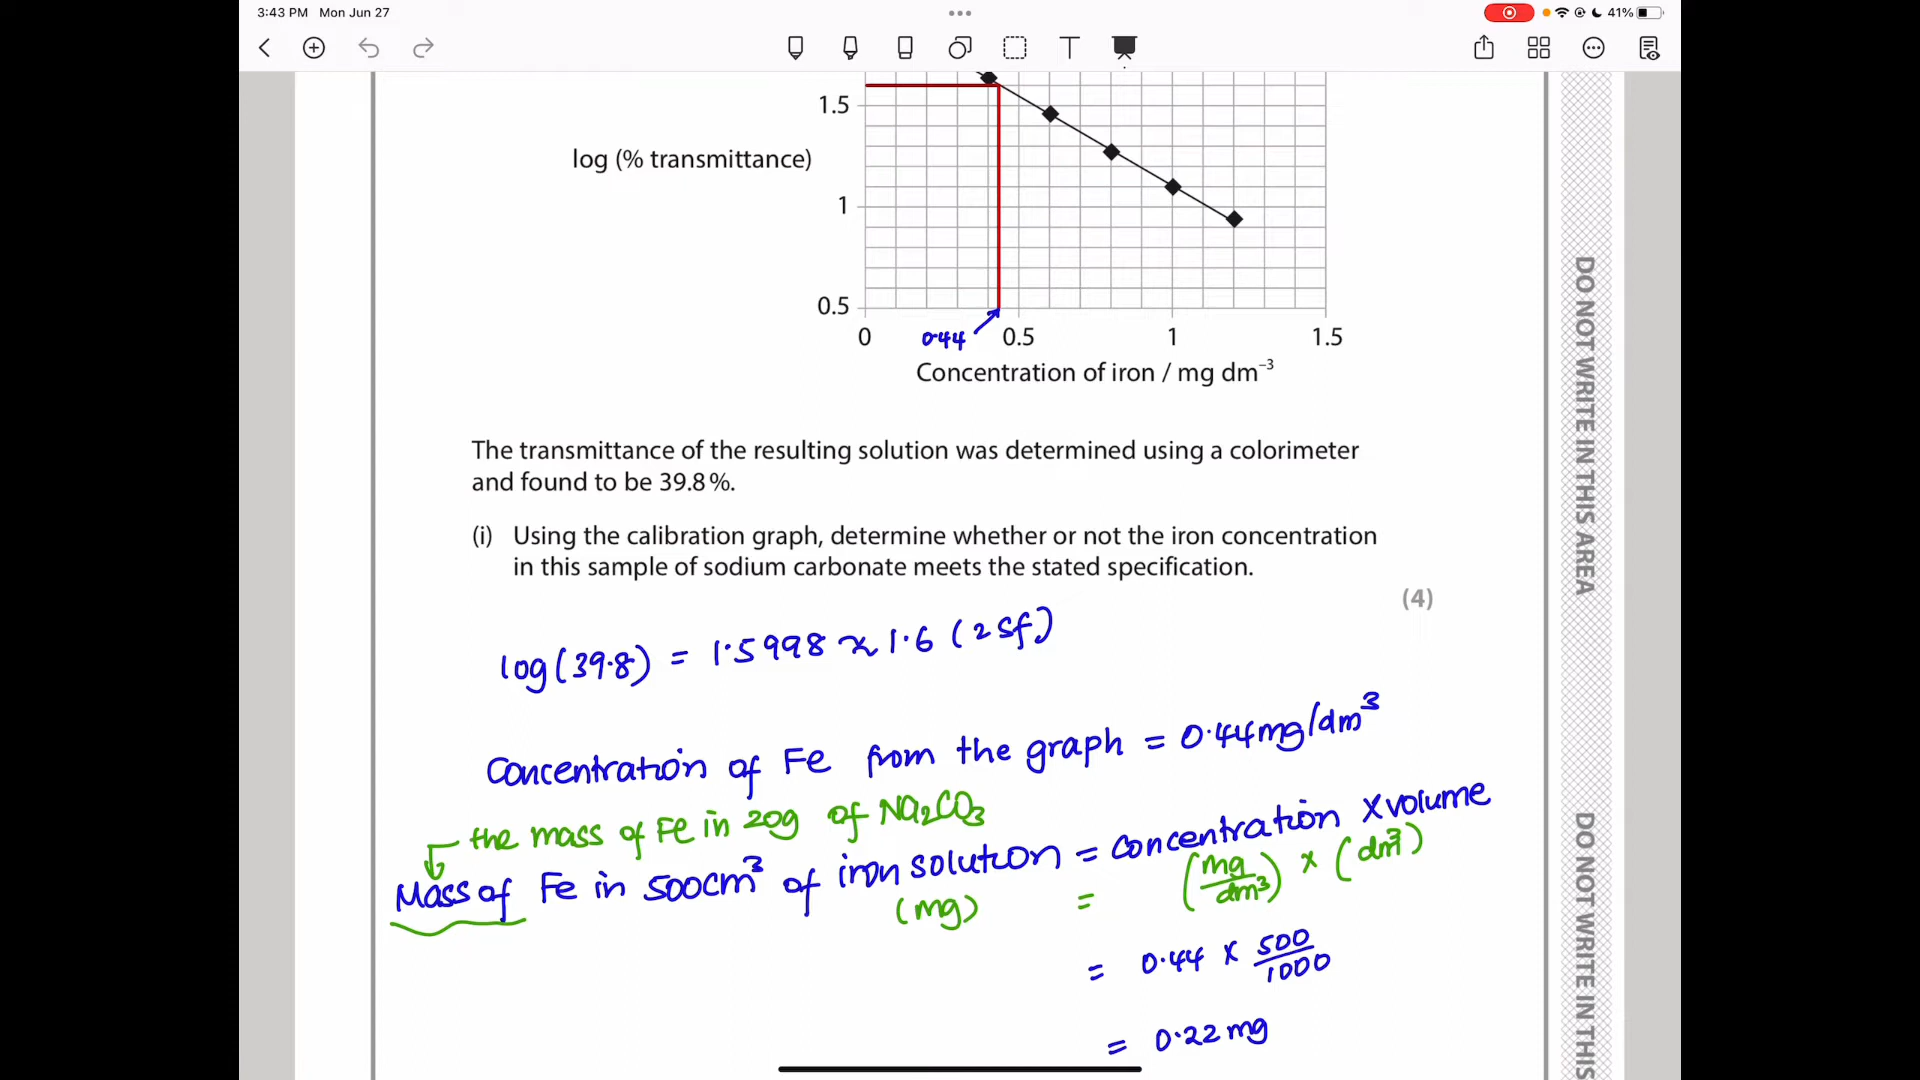 3:43 PM Mon Jun 27
41%
1.5
log (% transmittance)
1
0.5
0 0.44 0.5 1 1.5
Concentration of iron / mg dm⁻³
The transmittance of the resulting solution was determined using a colorimeter
and found to be 39.8%.
(i) Using the calibration graph, determine whether or not the iron concentration
in this sample of sodium carbonate meets the stated specification.
(4)
log(39.8) = 1.5998 ≈ 1.6 (2 sf)
Concentration of Fe from the graph = 0.44mg/dm³
the mass of Fe in 20g of Na₂CO₃
Mass of Fe in 500cm³ of iron solution = concentration × volume
(mg) = (mg/dm³) × (dm³)
= 0.44 × 500/1000
= 0.22 mg
DO NOT WRITE IN THIS AREA
DO NOT WRITE IN THIS